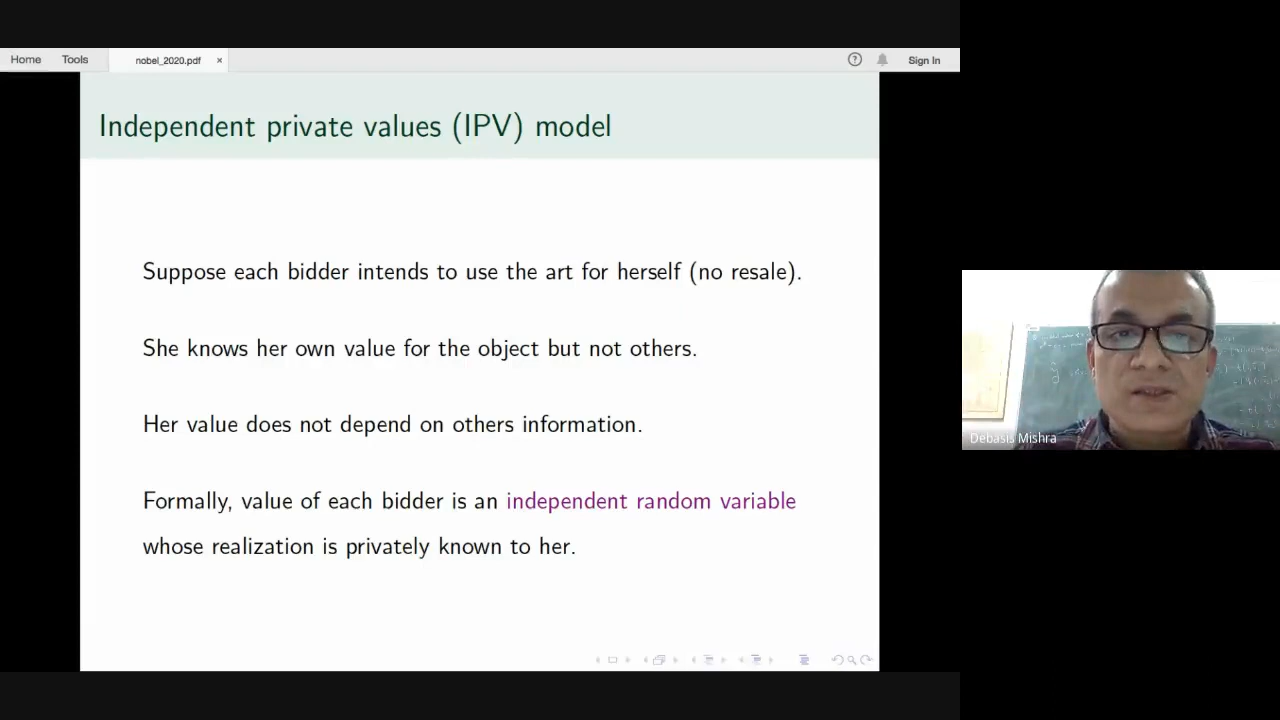 Home Tools nobel_2020.pdf × ? Sign In
Independent private values (IPV) model
Suppose each bidder intends to use the art for herself (no resale).
She knows her own value for the object but not others.
Her value does not depend on others information.
Formally, value of each bidder is an independent random variable
whose realization is privately known to her.
Debasis Mishra